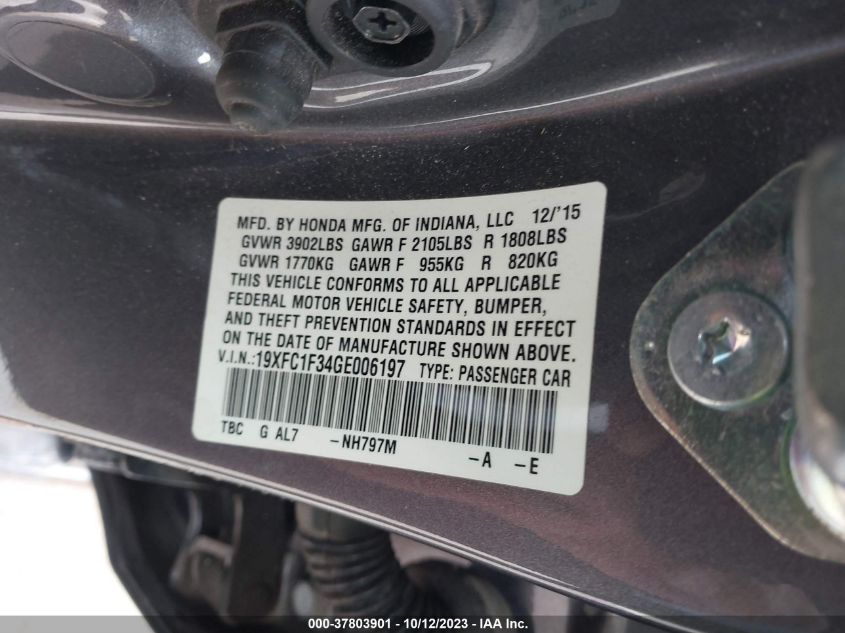 MFD. BY HONDA MFG. OF INDIANA, LLC 12/'15
GVWR 3902LBS GAWR F 2105LBS R 1808LBS
GVWR 1770KG GAWR F 955KG R 820KG
THIS VEHICLE CONFORMS TO ALL APPLICABLE
FEDERAL MOTOR VEHICLE SAFETY, BUMPER,
AND THEFT PREVENTION STANDARDS IN EFFECT
ON THE DATE OF MANUFACTURE SHOWN ABOVE.
V.I.N.:19XFC1F34GE006197 TYPE: PASSENGER CAR
TBC G AL7 -NH797M -A -E
000-37803901 - 10/12/2023 - IAA Inc.